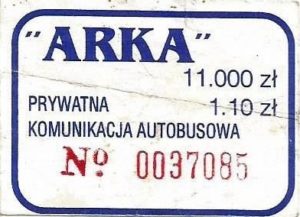 "ARKA"
11.000 zł
PRYWATNA 1.10 zł
KOMUNIKACJA AUTOBUSOWA
Nº 0037085